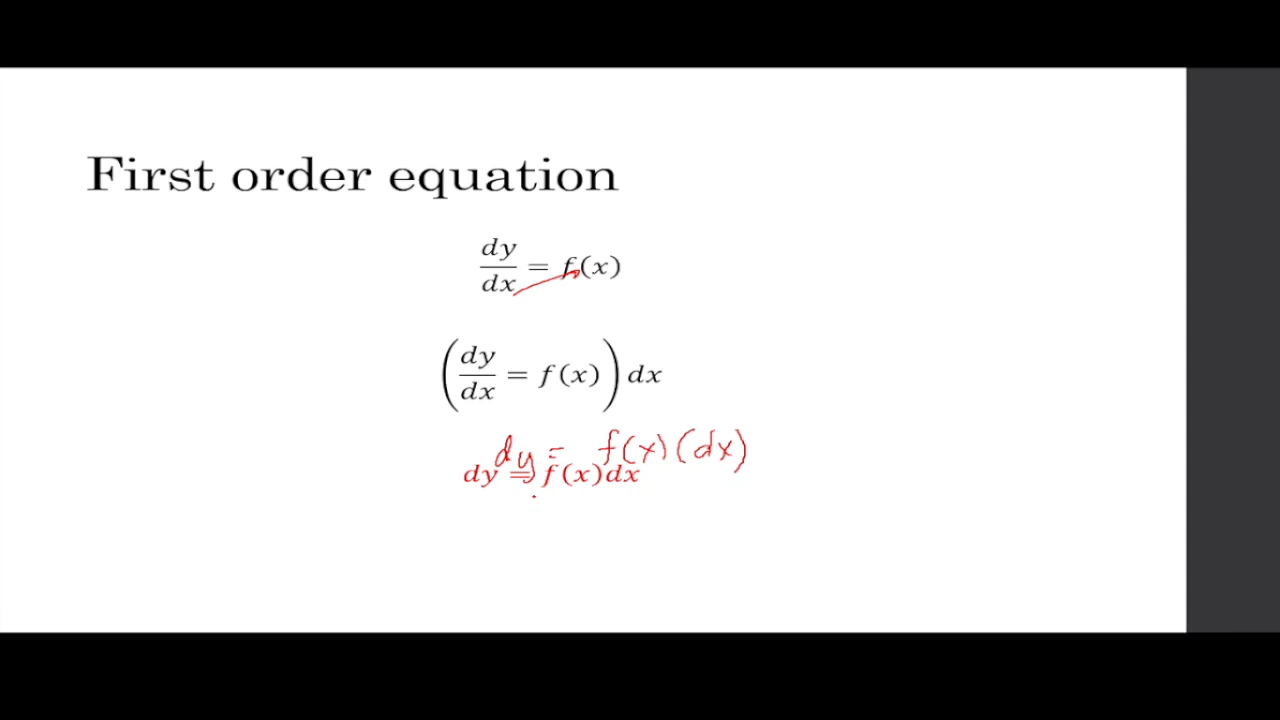 First order equation
dy/dx = f(x)
(dy/dx = f(x)) dx
dy = f(x) (dx)
dy = f(x)dx